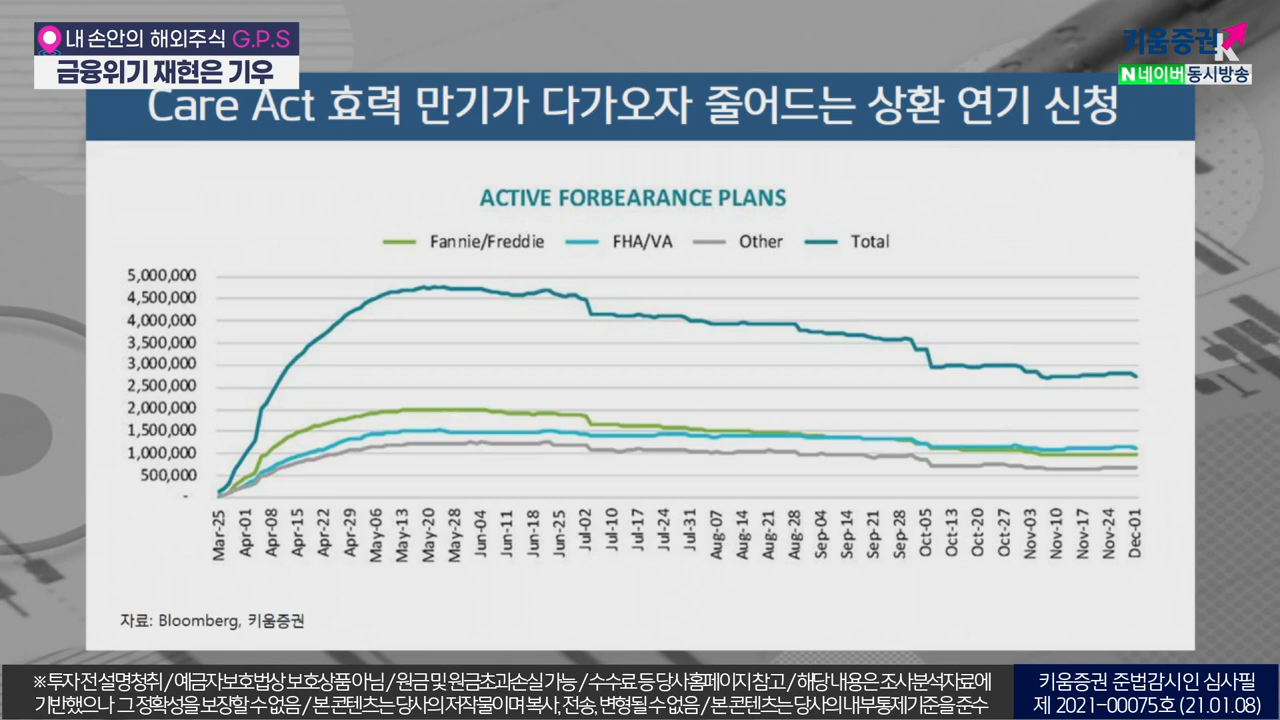 내 손안의 해외주식 G.P.S
금융위기 재현은 기우
키움증권
N 네이버 동시방송
Care Act 효력 만기가 다가오자 줄어드는 상환 연기 신청
ACTIVE FORBEARANCE PLANS
Fannie/Freddie FHA/VA Other Total
5,000,000
4,500,000
4,000,000
3,500,000
3,000,000
2,500,000
2,000,000
1,500,000
1,000,000
500,000
-
Mar-25 Apr-01 Apr-08 Apr-15 Apr-22 Apr-29 May-06 May-13 May-20 May-28 Jun-04 Jun-11 Jun-18 Jun-25 Jul-02 Jul-10 Jul-17 Jul-24 Jul-31 Aug-07 Aug-14 Aug-21 Aug-28 Sep-04 Sep-14 Sep-21 Sep-28 Oct-05 Oct-13 Oct-20 Oct-27 Nov-03 Nov-10 Nov-17 Nov-24 Dec-01
자료: Bloomberg, 키움증권
※ 투자 전 설명청취 / 예금자보호법상 보호상품 아님 / 원금 및 원금초과손실 가능 / 수수료 등 당사홈페이지 참고 / 해당 내용은 조사분석자료에
기반했으나 그 정확성을 보장할 수 없음 / 본 콘텐츠는 당사의 저작물이며 복사, 전송, 변형될 수 없음 / 본 콘텐츠는 당사의 내부통제기준을 준수
키움증권 준법감시인 심사필
제 2021-00075호 (21.01.08)